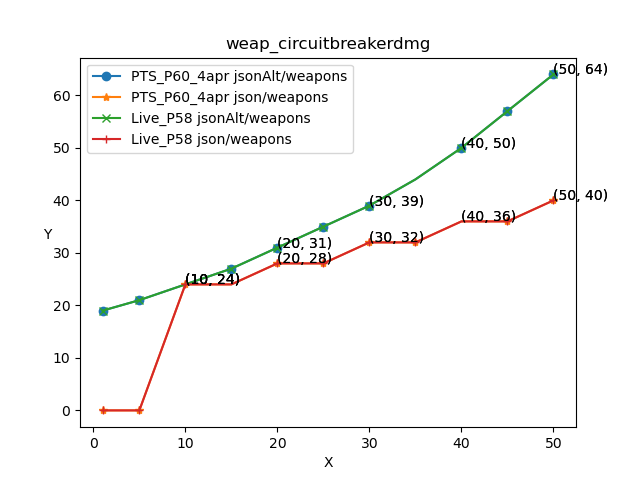 weap_circuitbreakerdmg
PTS_P60_4apr jsonAlt/weapons
PTS_P60_4apr json/weapons
Live_P58 jsonAlt/weapons
Live_P58 json/weapons
(50, 64)
(40, 50)
(30, 39)
(20, 31)
(10, 24)
(20, 28)
(30, 32)
(40, 36)
(50, 40)
Y
60
50
40
30
20
10
0
0 10 20 30 40 50
X